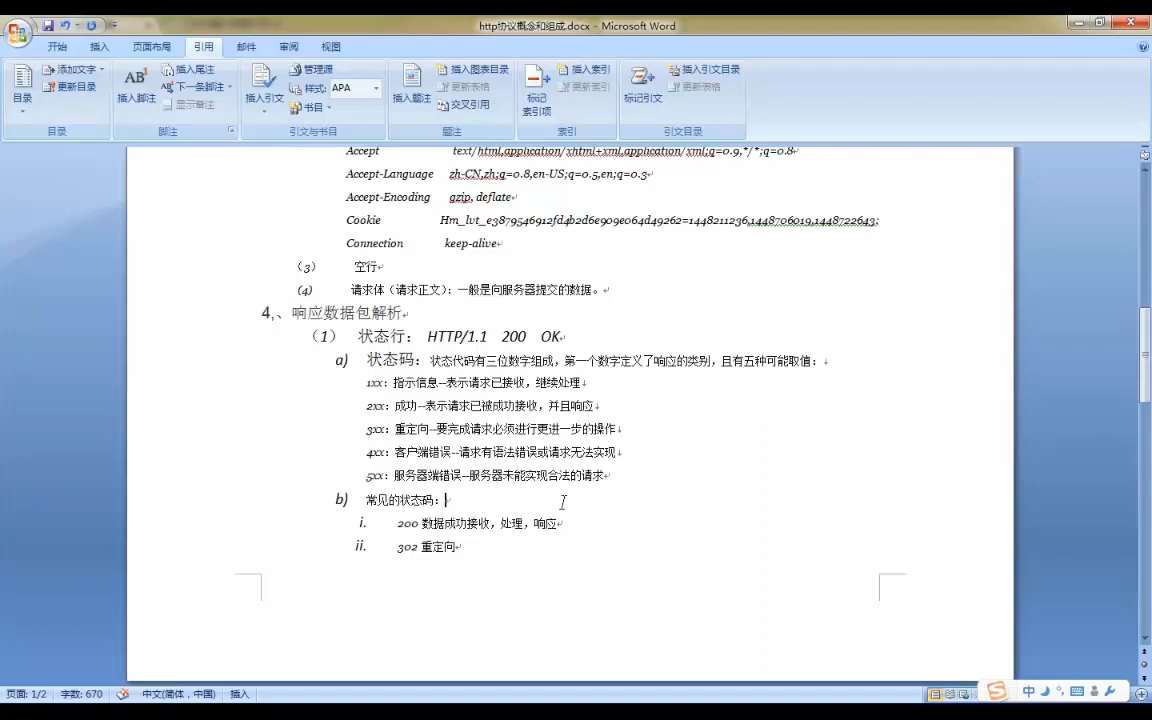 http协议概念和组成.docx - Microsoft Word
开始 插入 页面布局 引用 邮件 审阅 视图
目录 添加文字 更新目录 目录
AB¹ 插入脚注 插入尾注 下一条脚注 显示备注 脚注
插入引文 管理源 样式: APA 书目 引文与书目
插入题注 插入图表目录 更新表格 交叉引用 题注
标记索引项 插入索引 更新索引 索引
标记引文 插入引文目录 更新表格 引文目录
Accept text/html,application/xhtml+xml,application/xml;q=0.9,*/*;q=0.8
Accept-Language zh-CN,zh;q=0.8,en-US;q=0.5,en;q=0.3
Accept-Encoding gzip, deflate
Cookie Hm_lvt_e3879546912fd4b2d6e909e064d49262=1448211236,1448706019,1448722643;
Connection keep-alive
（3） 空行
(4) 请求体（请求正文）：一般是向服务器提交的数据。
4,、响应数据包解析
（1） 状态行： HTTP/1.1 200 OK
a) 状态码：状态代码有三位数字组成，第一个数字定义了响应的类别，且有五种可能取值：
1xx：指示信息--表示请求已接收，继续处理
2xx：成功--表示请求已被成功接收，并且响应
3xx：重定向--要完成请求必须进行更进一步的操作
4xx：客户端错误--请求有语法错误或请求无法实现
5xx：服务器端错误--服务器未能实现合法的请求
b) 常见的状态码：
i. 200 数据成功接收，处理，响应
ii. 302 重定向
页面: 1/2 字数: 670 中文(简体，中国) 插入
中